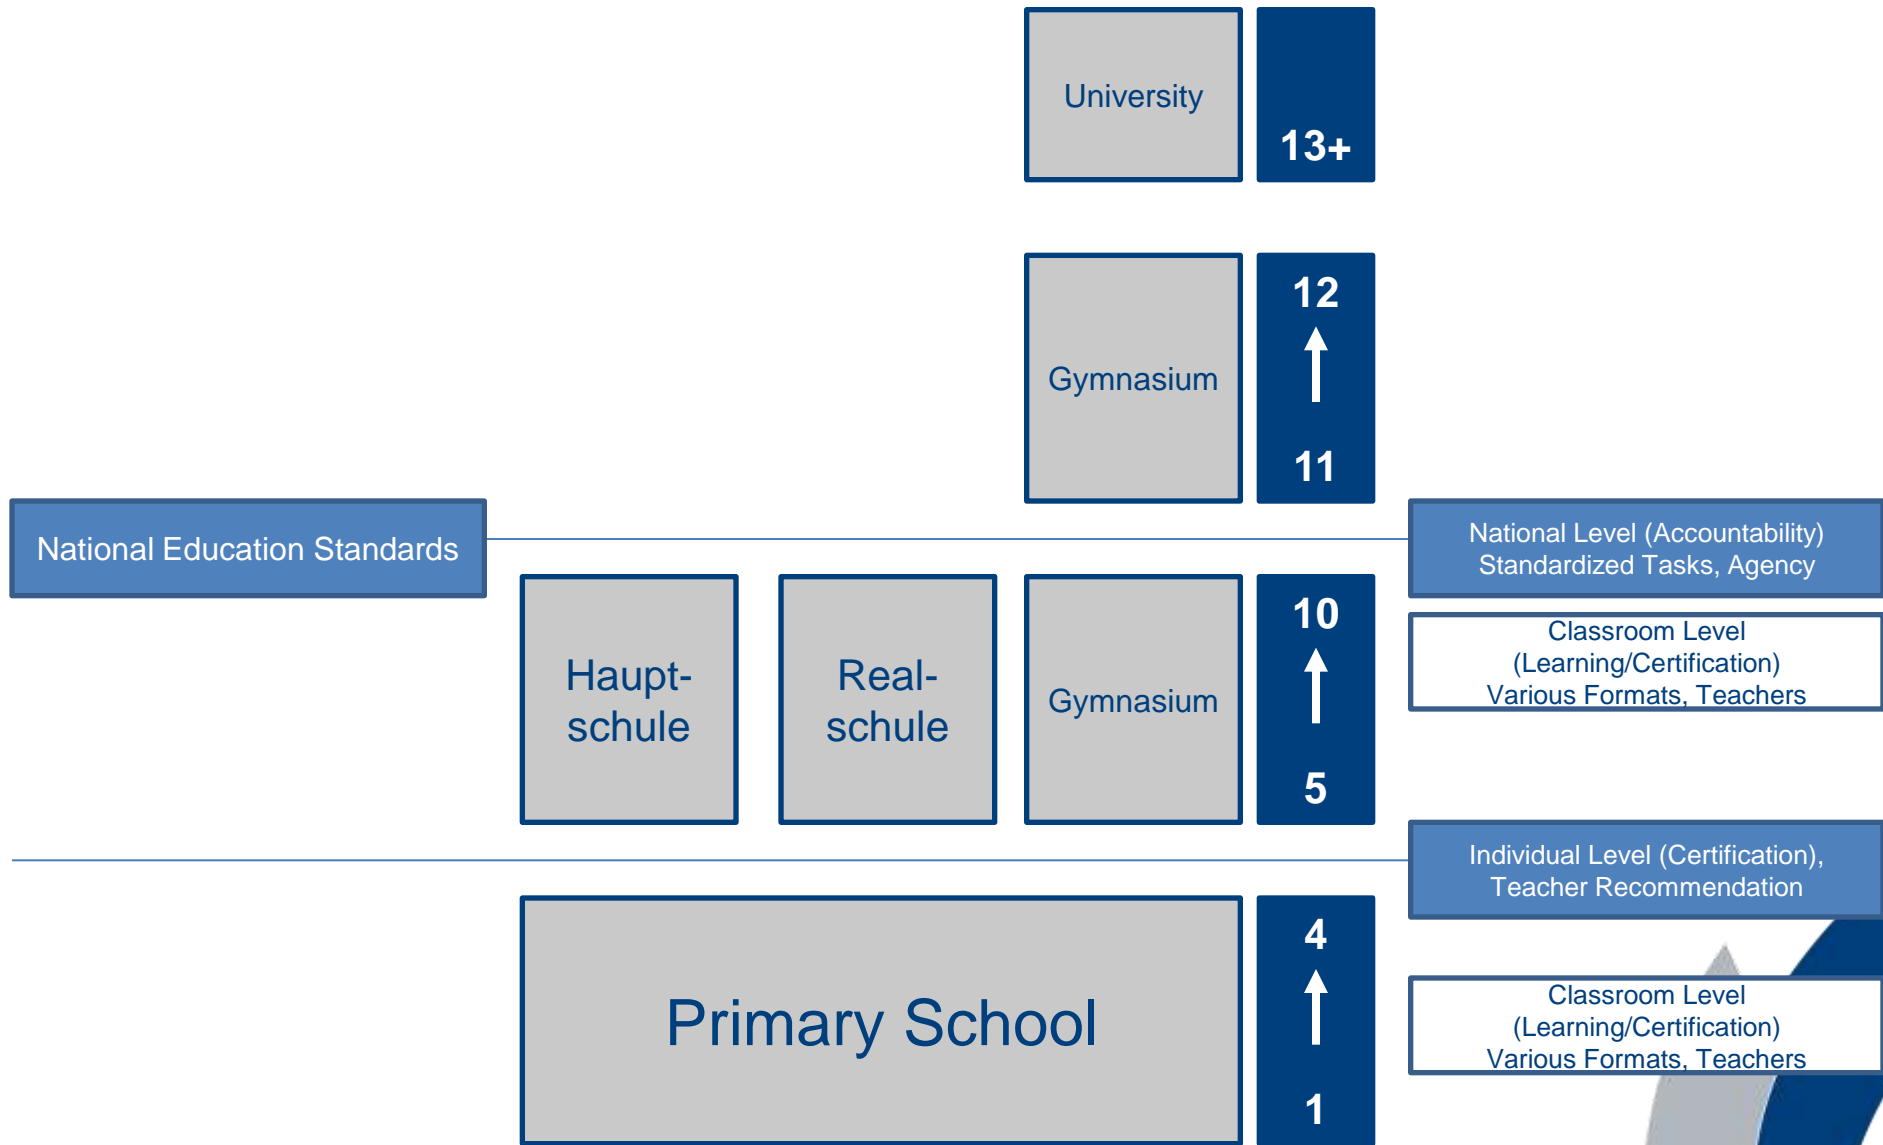 University
13+
Gymnasium
12
11
National Education Standards
National Level (Accountability)
Standardized Tasks, Agency
Haupt-
schule
Real-
schule
Gymnasium
10
5
Classroom Level
(Learning/Certification)
Various Formats, Teachers
Individual Level (Certification),
Teacher Recommendation
Primary School
4
1
Classroom Level
(Learning/Certification)
Various Formats, Teachers